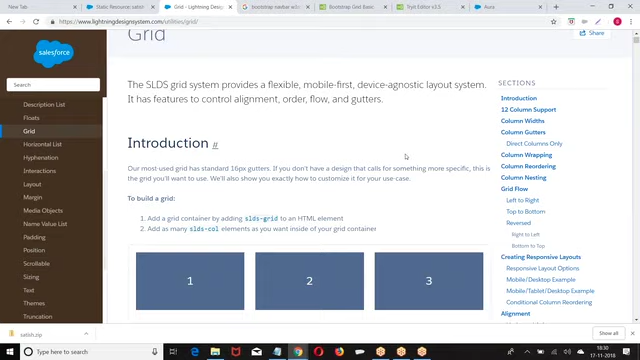 New Tab
Static Resource: satish
Grid - Lightning Design
bootstrap navbar
Bootstrap Grid Basic
Tryit Editor v3.5
Aura
https://www.lightningdesignsystem.com/utilities/grid/
salesforce
Search
Description List
Floats
Grid
Horizontal List
Hyphenation
Interactions
Layout
Margin
Media Objects
Name Value List
Padding
Position
Scrollable
Sizing
Text
Themes
Truncation
Grid
Share
The SLDS grid system provides a flexible, mobile-first, device-agnostic layout system.
It has features to control alignment, order, flow, and gutters.
Introduction #
Our most-used grid has standard 16px gutters. If you don't have a design that calls for something more specific, this is
the grid you'll want to use. We'll also show you exactly how to customize it for your use-case.
To build a grid:
1. Add a grid container by adding slds-grid to an HTML element
2. Add as many slds-col elements as you want inside of your grid container
1
2
3
SECTIONS
Introduction
12 Column Support
Column Widths
Column Gutters
Direct Columns Only
Column Wrapping
Column Reordering
Column Nesting
Grid Flow
Left to Right
Top to Bottom
Reversed
Right to Left
Bottom to Top
Creating Responsive Layouts
Responsive Layout Options
Mobile/Desktop Example
Mobile/Tablet/Desktop Example
Conditional Column Reordering
Alignment
satish.zip
Show all
Type here to search
18:30
17-11-2018